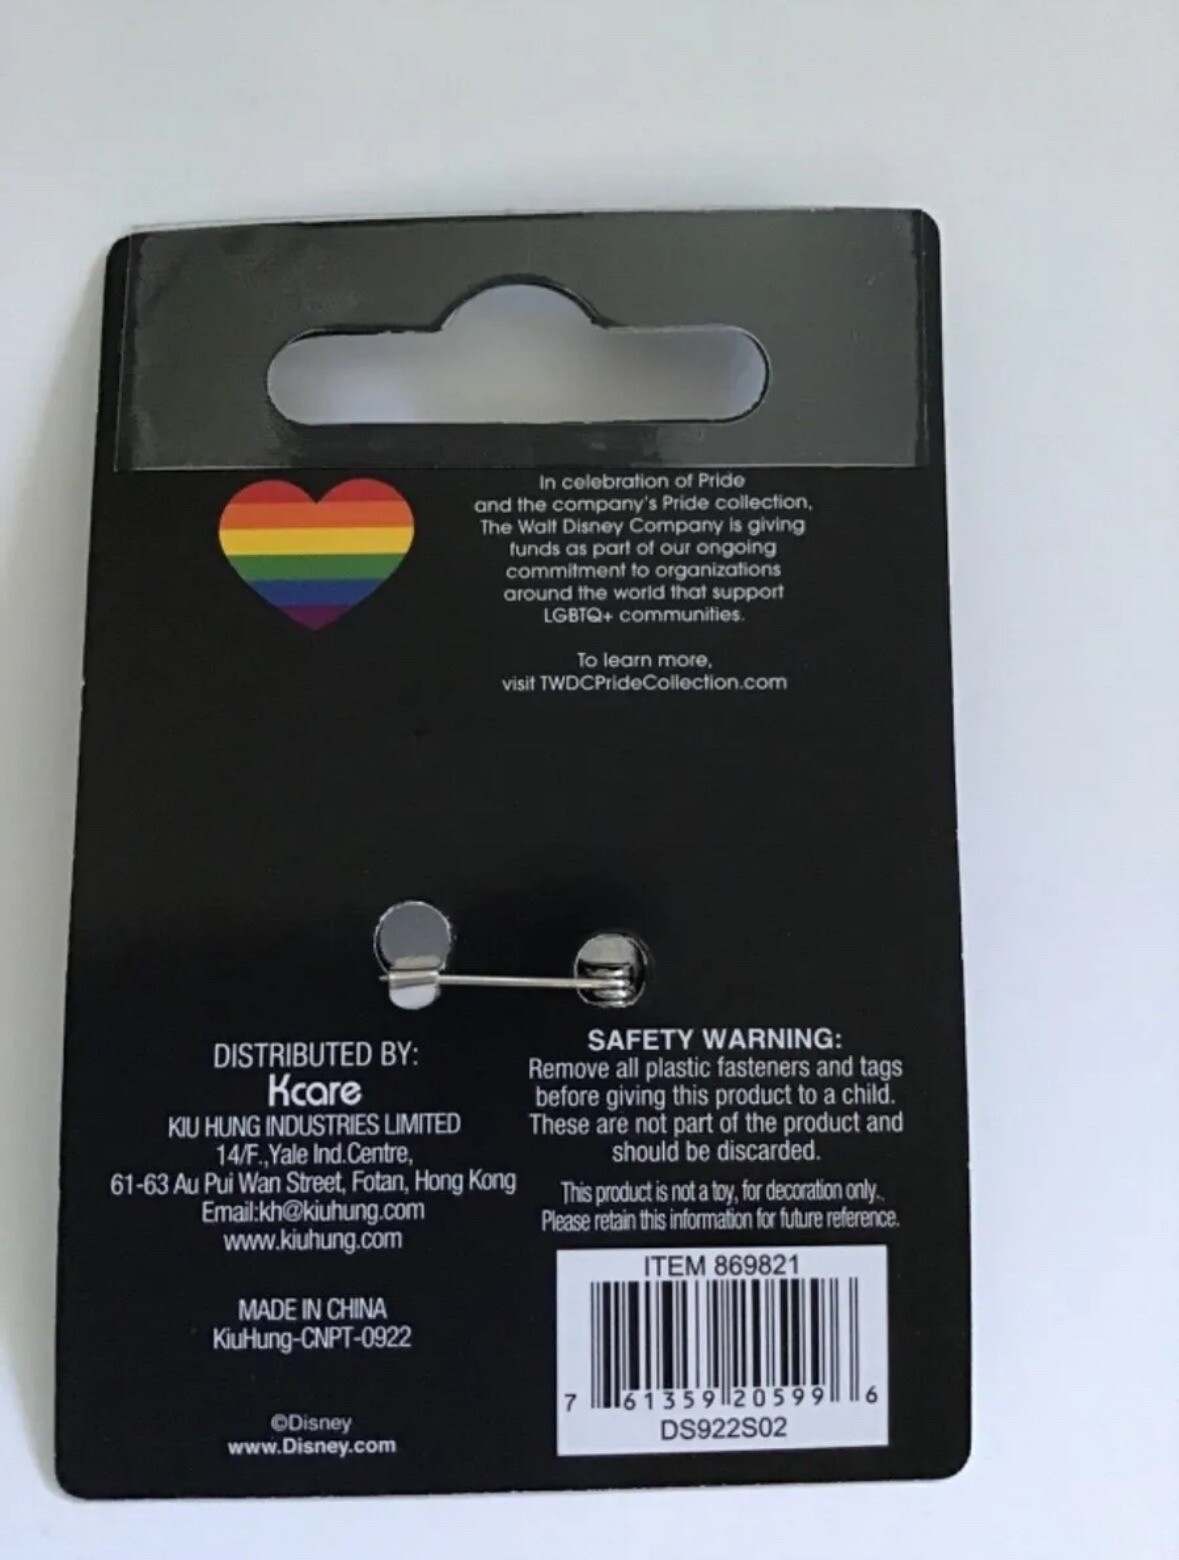 In celebration of Pride
and the company's Pride collection,
The Walt Disney Company is giving
funds as part of our ongoing
commitment to organizations
around the world that support
LGBTQ+ communities.
To learn more,
visit TWDCPrideCollection.com
DISTRIBUTED BY:
Kcare
KIU HUNG INDUSTRIES LIMITED
14/F.,Yale Ind.Centre,
61-63 Au Pui Wan Street, Fotan, Hong Kong
Email:kh@kiuhung.com
www.kiuhung.com
MADE IN CHINA
KiuHung-CNPT-0922
©Disney
www.Disney.com
SAFETY WARNING:
Remove all plastic fasteners and tags
before giving this product to a child.
These are not part of the product and
should be discarded.
This product is not a toy, for decoration only..
Please retain this information for future reference.
ITEM 869821
7 61359 20599 6
DS922S02